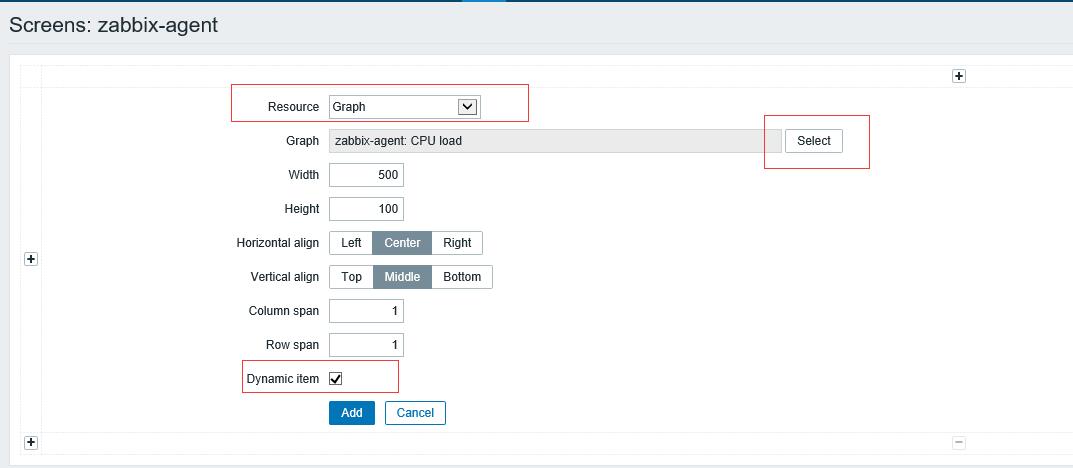 Screens: zabbix-agent
+
Resource Graph
Graph zabbix-agent: CPU load Select
Width 500
Height 100
Horizontal align Left Center Right
+
Vertical align Top Middle Bottom
Column span 1
Row span 1
Dynamic item
Add Cancel
+ −